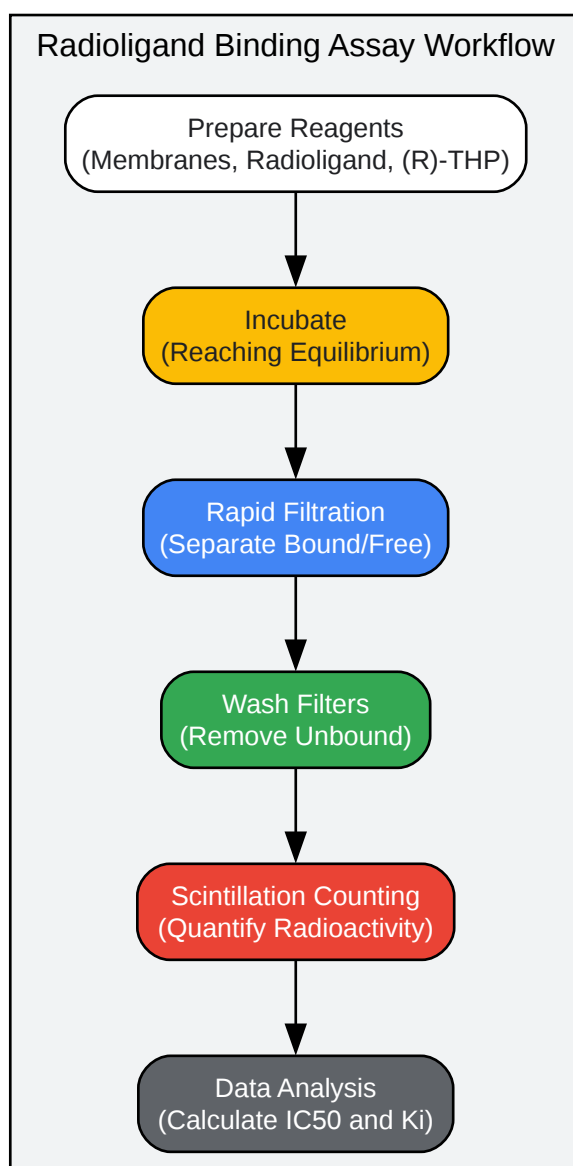 Radioligand Binding Assay Workflow
Prepare Reagents
(Membranes, Radioligand, (R)-THP)
Incubate
(Reaching Equilibrium)
Rapid Filtration
(Separate Bound/Free)
Wash Filters
(Remove Unbound)
Scintillation Counting
(Quantify Radioactivity)
Data Analysis
(Calculate IC50 and Ki)